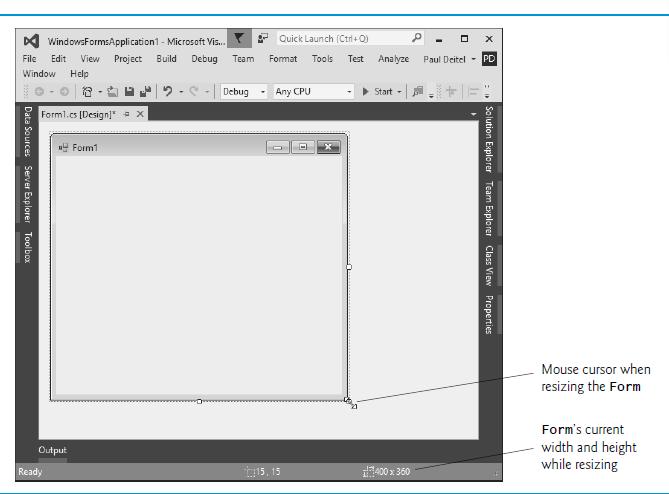 WindowsFormsApplication1 - Microsoft Vis...
Quick Launch (Ctrl+Q)
File Edit View Project Build Debug Team Format Tools Test Analyze Paul Deitel PD
Window Help
Debug Any CPU Start
Form1.cs [Design]*
Data Sources
Server Explorer
Toolbox
Form1
Solution Explorer
Team Explorer
Class View
Properties
Mouse cursor when
resizing the Form
Form's current
width and height
while resizing
Output
Ready 15 , 15 400 x 360